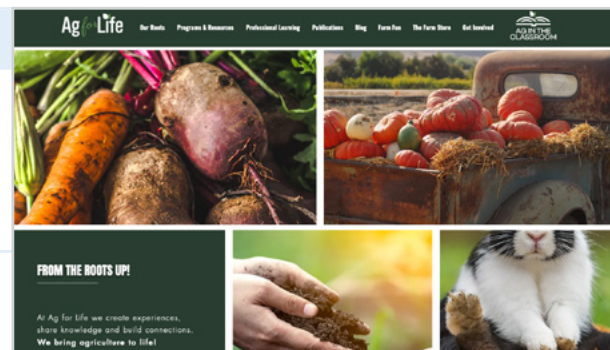 Ag for Life
Our Roots Programs & Resources Professional Learning Publications Blog Farm Fun The Farm Store Get Involved
AG IN THE
CLASSROOM
FROM THE ROOTS UP!
At Ag for Life we create experiences,
share knowledge and build connections.
We bring agriculture to life!